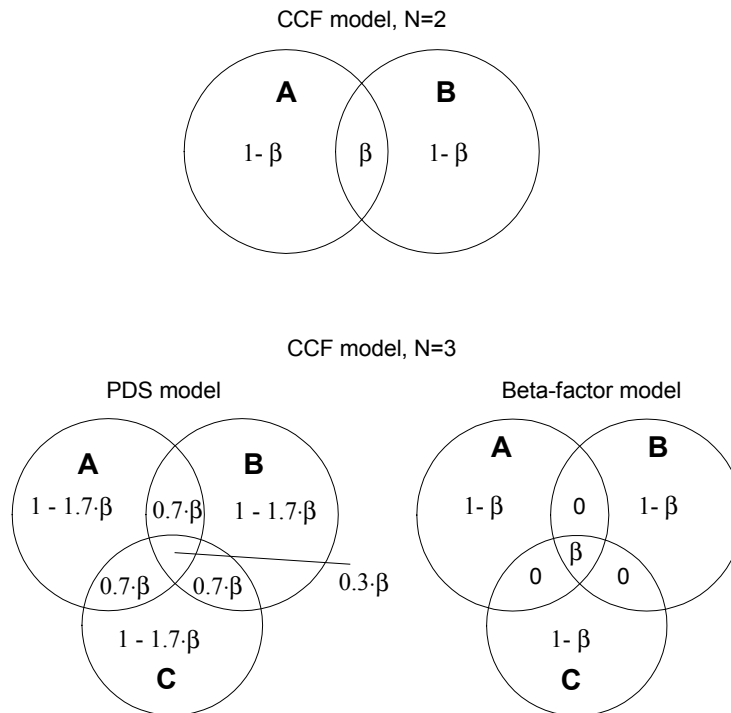 CCF model, N=2
A B
1- β β 1- β
CCF model, N=3
PDS model
A B
1 - 1.7·β 0.7·β 1 - 1.7·β
0.7·β 0.7·β 0.3·β
1 - 1.7·β
C
Beta-factor model
A B
1- β 0 1- β
β
0 0
1- β
C